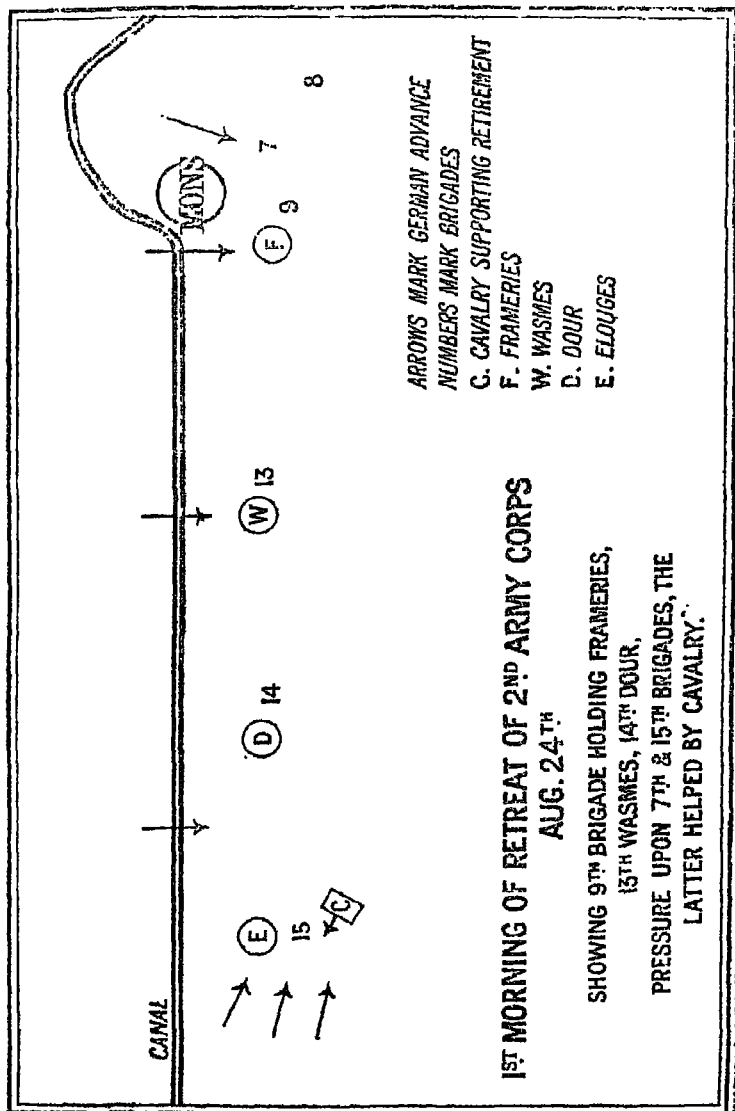 CANAL
MONS
E
15
C
D
14
W
13
F
9
7
8
1ST MORNING OF RETREAT OF 2ND ARMY CORPS
AUG. 24TH
SHOWING 9TH BRIGADE HOLDING FRAMERIES,
13TH WASMES, 14TH DOUR,
PRESSURE UPON 7TH & 15TH BRIGADES, THE
LATTER HELPED BY CAVALRY.
ARROWS MARK GERMAN ADVANCE
NUMBERS MARK BRIGADES
C. CAVALRY SUPPORTING RETIREMENT
F. FRAMERIES
W. WASMES
D. DOUR
E. ELOUGES